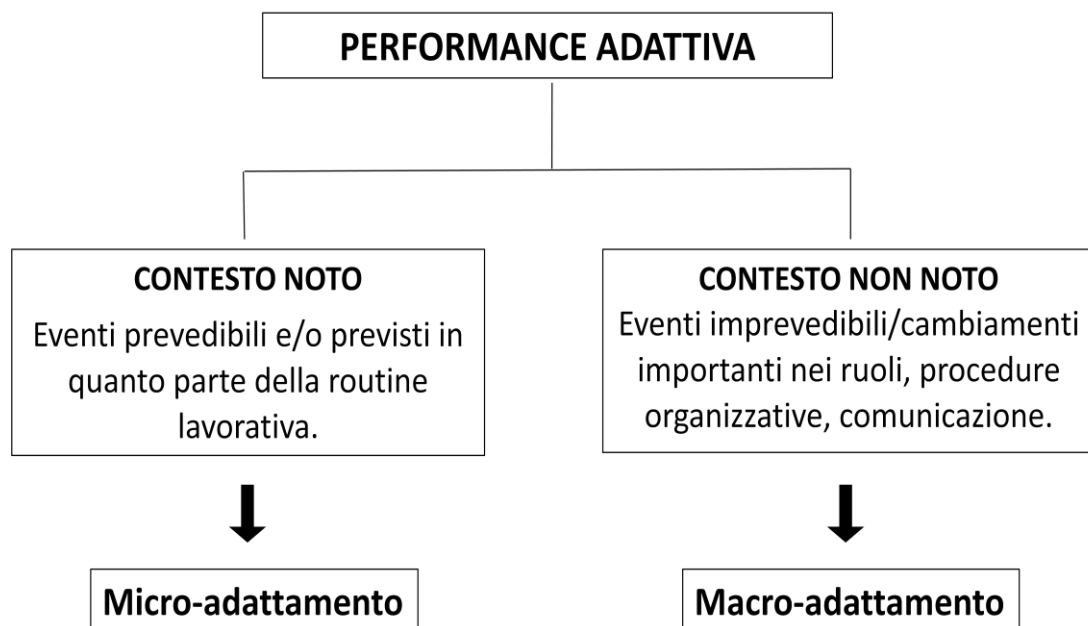 PERFORMANCE ADATTIVA
CONTESTO NOTO
Eventi prevedibili e/o previsti in
quanto parte della routine
lavorativa.
CONTESTO NON NOTO
Eventi imprevedibili/cambiamenti
importanti nei ruoli, procedure
organizzative, comunicazione.
Micro-adattamento
Macro-adattamento